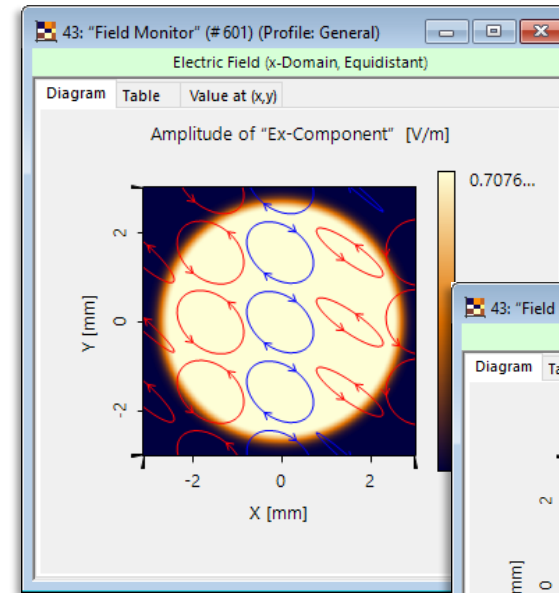 43: "Field Monitor" (# 601) (Profile: General)
Electric Field (x-Domain, Equidistant)
Diagram Table Value at (x,y)
Amplitude of "Ex-Component" [V/m]
0.7076...
2
0
-2
Y [mm]
-2 0 2
X [mm]
43: "Field
Diagram
2
0
mm]